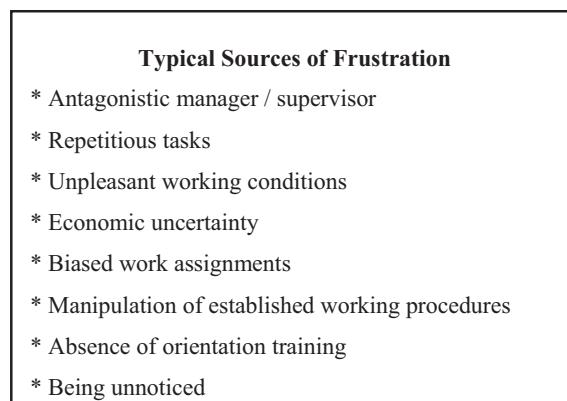 Typical Sources of Frustration
* Antagonistic manager / supervisor
* Repetitious tasks
* Unpleasant working conditions
* Economic uncertainty
* Biased work assignments
* Manipulation of established working procedures
* Absence of orientation training
* Being unnoticed